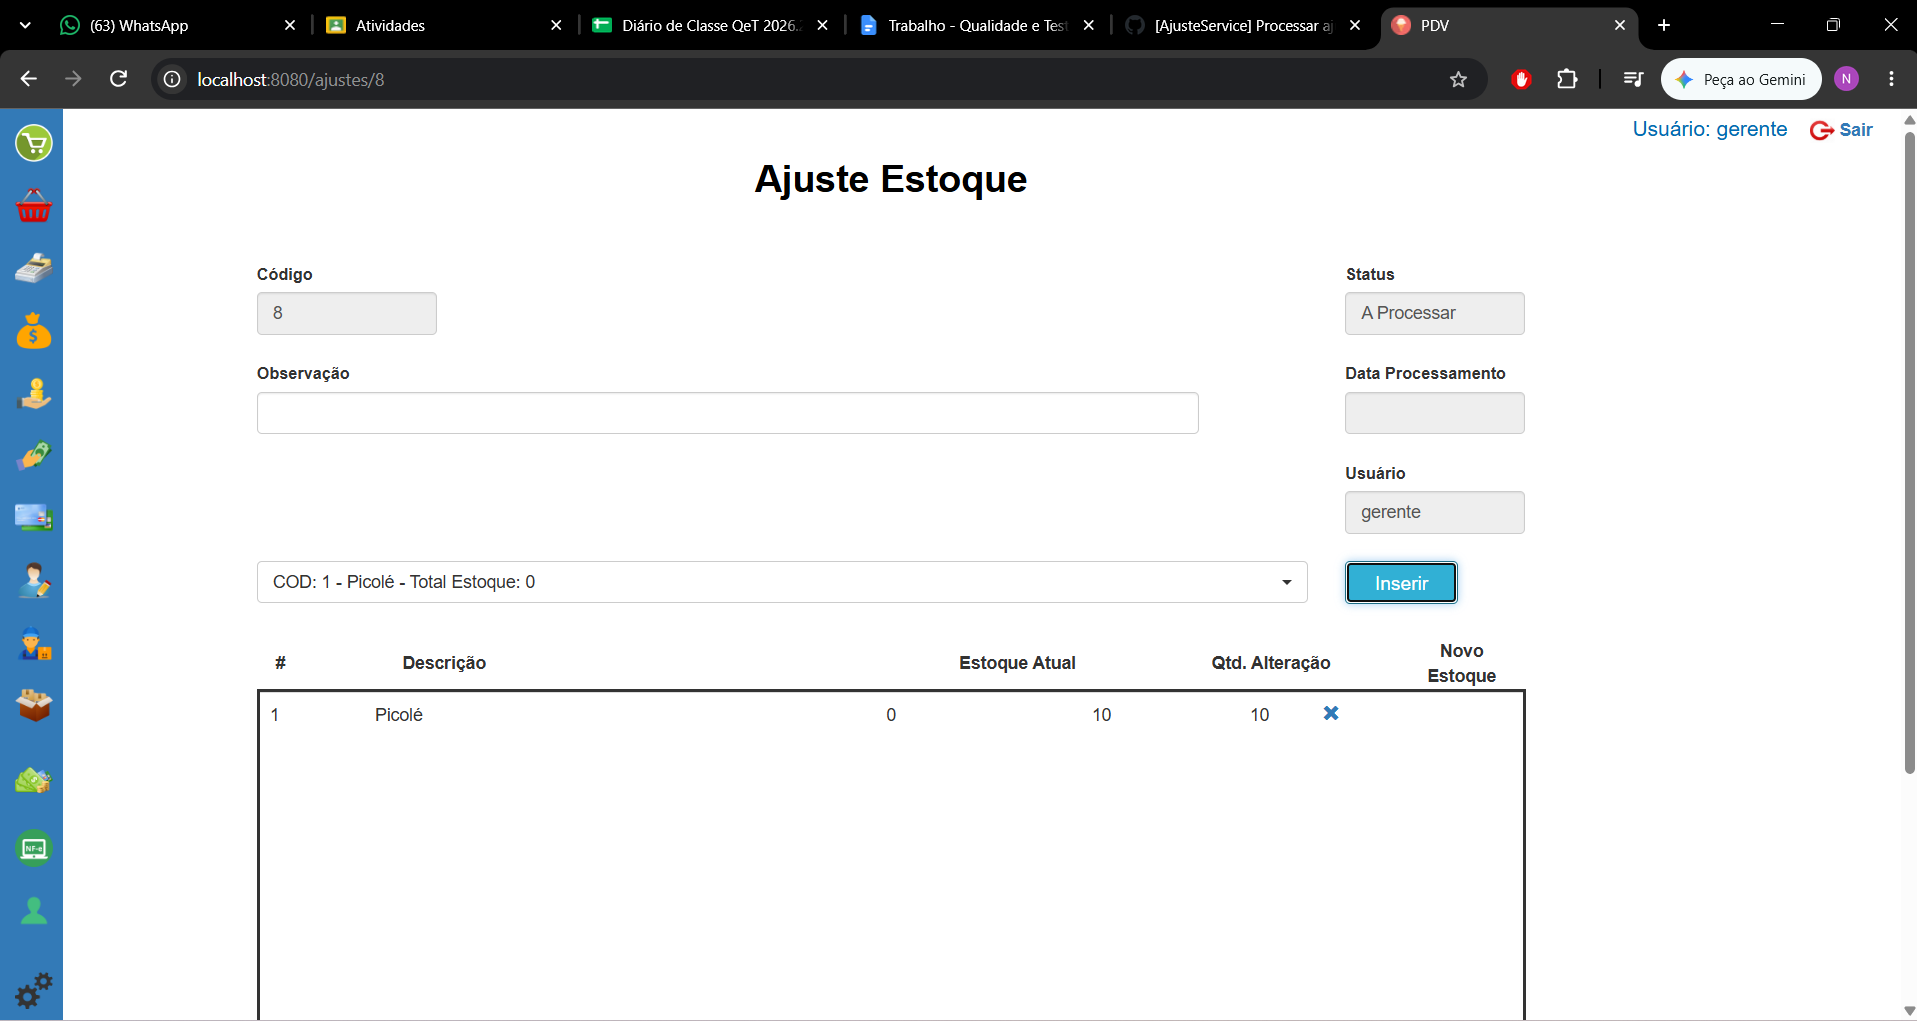 (63) WhatsApp
Atividades
Diário de Classe QeT 2026.
Trabalho - Qualidade e Test
[AjusteService] Processar aj
PDV
localhost:8080/ajustes/8
Peça ao Gemini
N
Usuário: gerente
Sair
Ajuste Estoque
Código
Status
8
A Processar
Observação
Data Processamento
Usuário
gerente
COD: 1 - Picolé - Total Estoque: 0
Inserir
# Descrição Estoque Atual Qtd. Alteração Novo Estoque
1 Picolé 0 10 10
NF-e